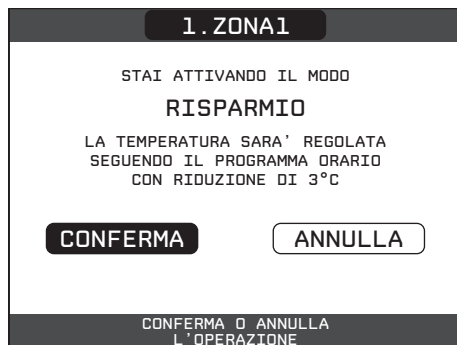 1.ZONA1
STAI ATTIVANDO IL MODO
RISPARMIO
LA TEMPERATURA SARA' REGOLATA
SEGUENDO IL PROGRAMMA ORARIO
CON RIDUZIONE DI 3°C
CONFERMA ANNULLA
CONFERMA O ANNULLA
L'OPERAZIONE